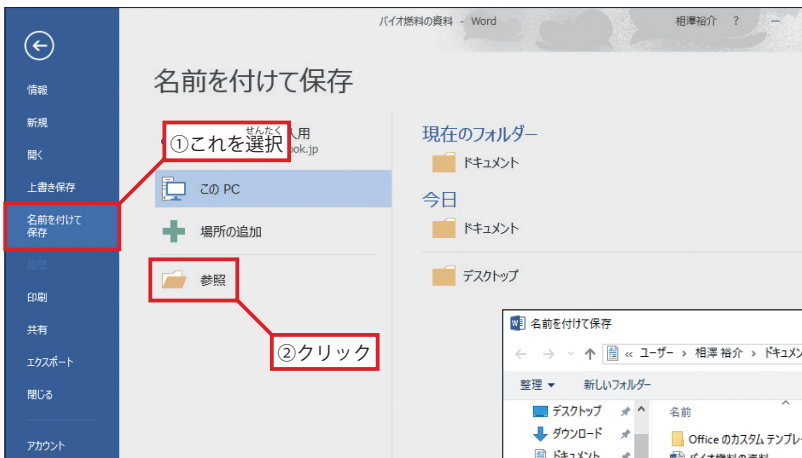 バイオ燃料の資料 - Word
相澤裕介 ?
情報
新規
開く
上書き保存
名前を付けて
保存
履歴
印刷
共有
エクスポート
閉じる
アカウント
名前を付けて保存
人用
ook.jp
せんたく
①これを選択
この PC
場所の追加
参照
②クリック
現在のフォルダー
ドキュメント
今日
ドキュメント
デスクトップ
名前を付けて保存
« ユーザー › 相澤 裕介 › ドキュメン
整理 新しいフォルダー
デスクトップ
ダウンロード
ドキュメント
名前
Office のカスタム テンプレ
バイオ燃料の資料